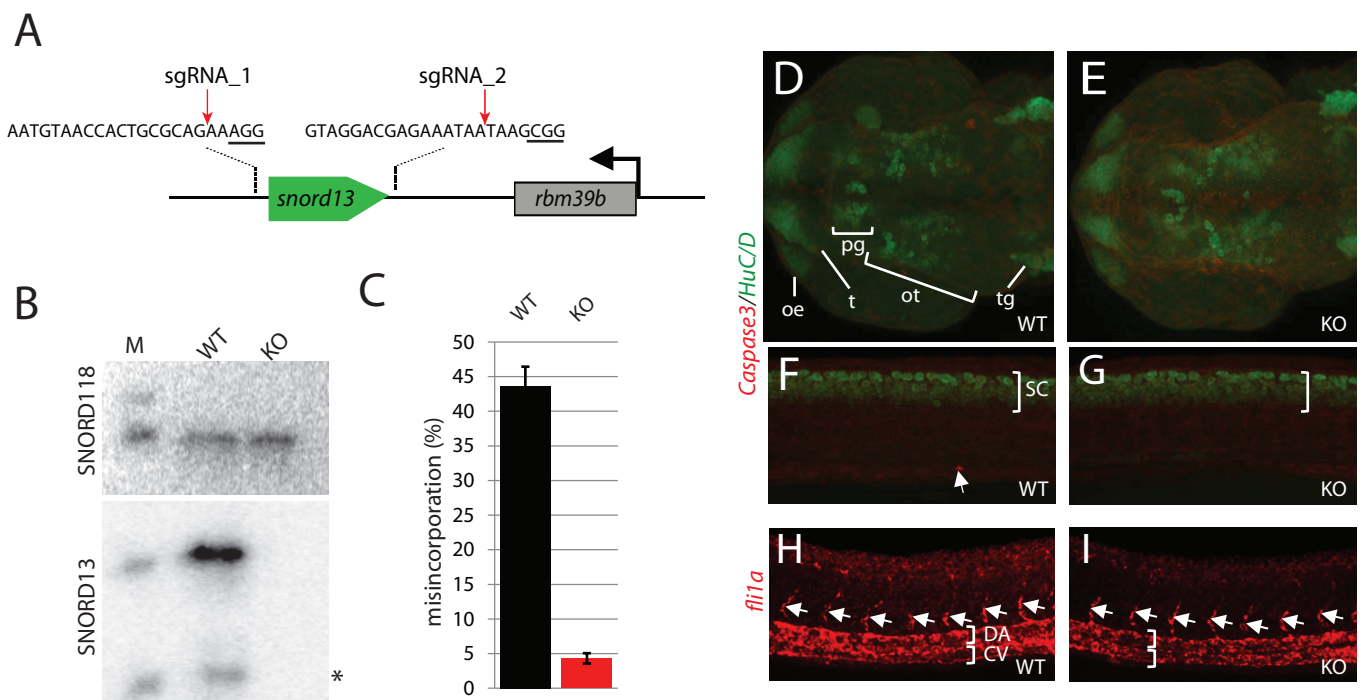 A
sgRNA_1
sgRNA_2
AATGTAACCACTGCGCAGAAAGG
GTAGGACGAGAAATAATAAGCGG
snord13
rbm39b
B
M
WT
KO
SNORD118
SNORD13
*
C
WT
KO
misincorporation (%)
50
45
40
35
30
25
20
15
10
5
0
Caspase3/HuC/D
D
pg
oe
t
ot
tg
WT
E
KO
F
SC
WT
G
KO
fli1a
H
DA
CV
WT
I
KO